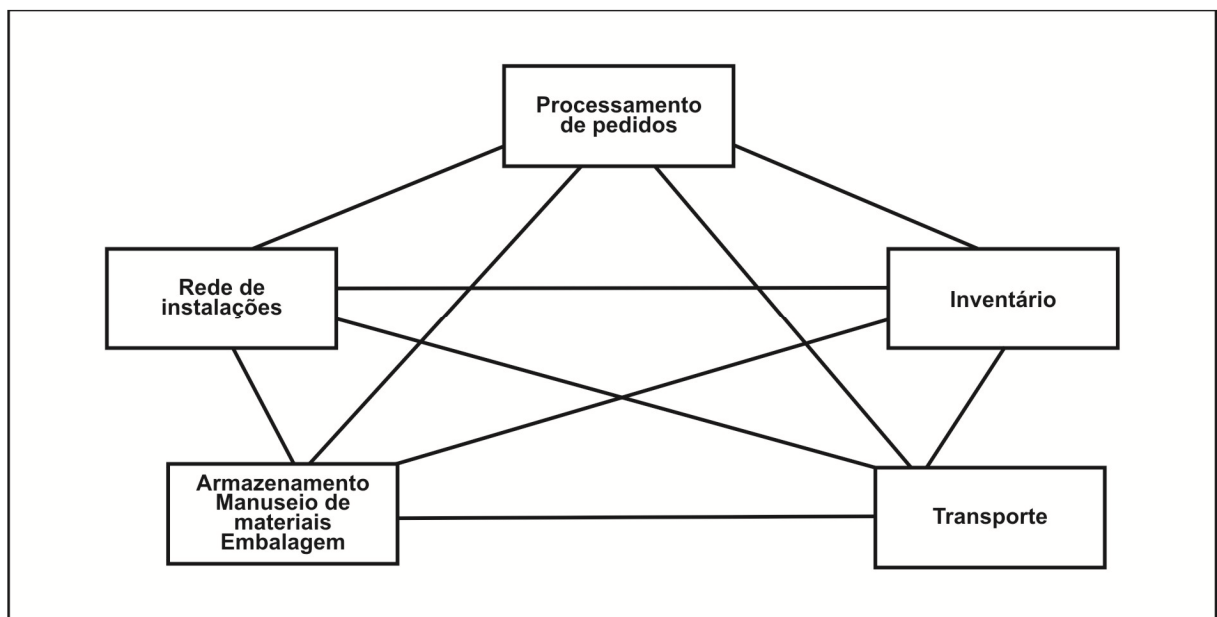 Processamento
de pedidos
Rede de
instalações
Inventário
Armazenamento
Manuseio de
materiais
Embalagem
Transporte